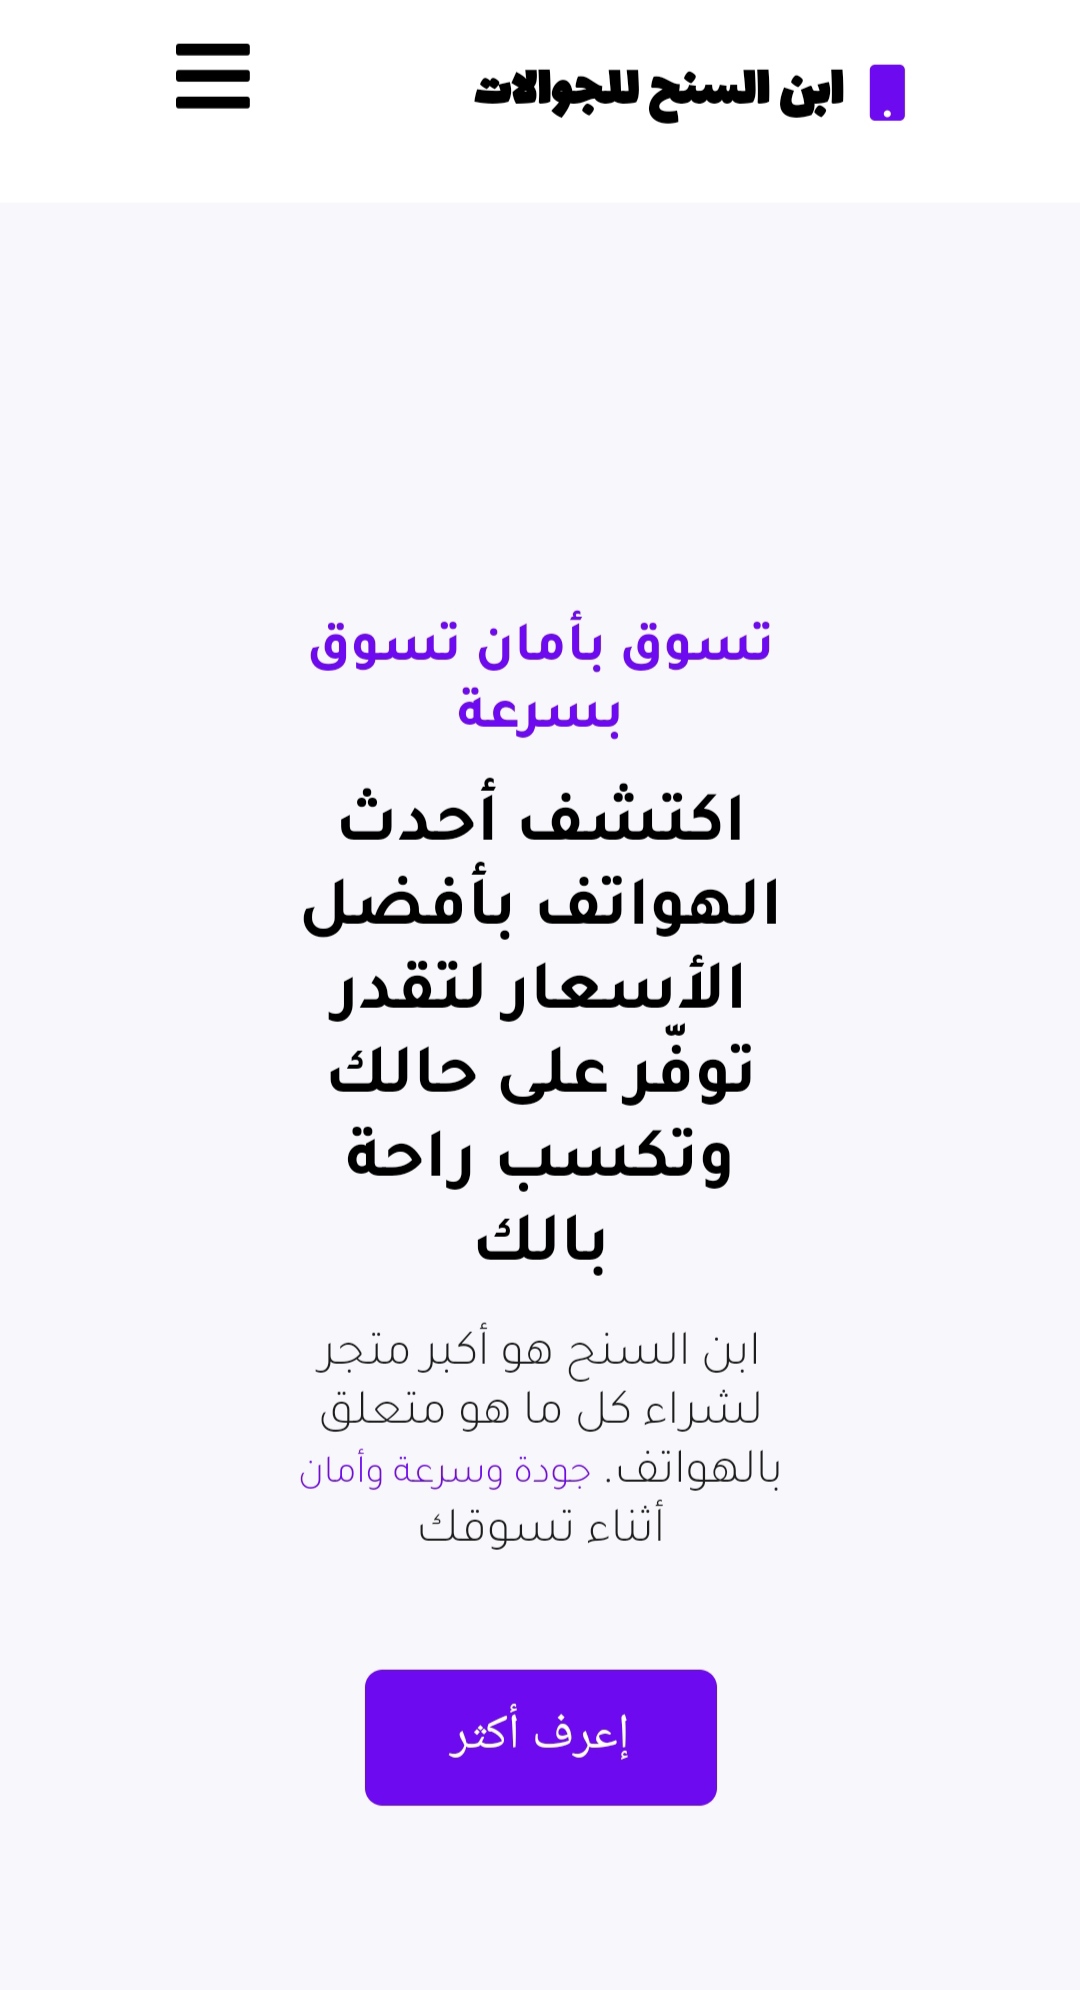 ابن السنح للجوالات
تسوق بأمان تسوق
بسرعة
اكتشف أحدث
الهواتف بأفضل
الأسعار لتقدر
توفّر على حالك
وتكسب راحة
بالك
ابن السنح هو أكبر متجر
لشراء كل ما هو متعلق
بالهواتف. جودة وسرعة وأمان
أثناء تسوقك
إعرف أكثر